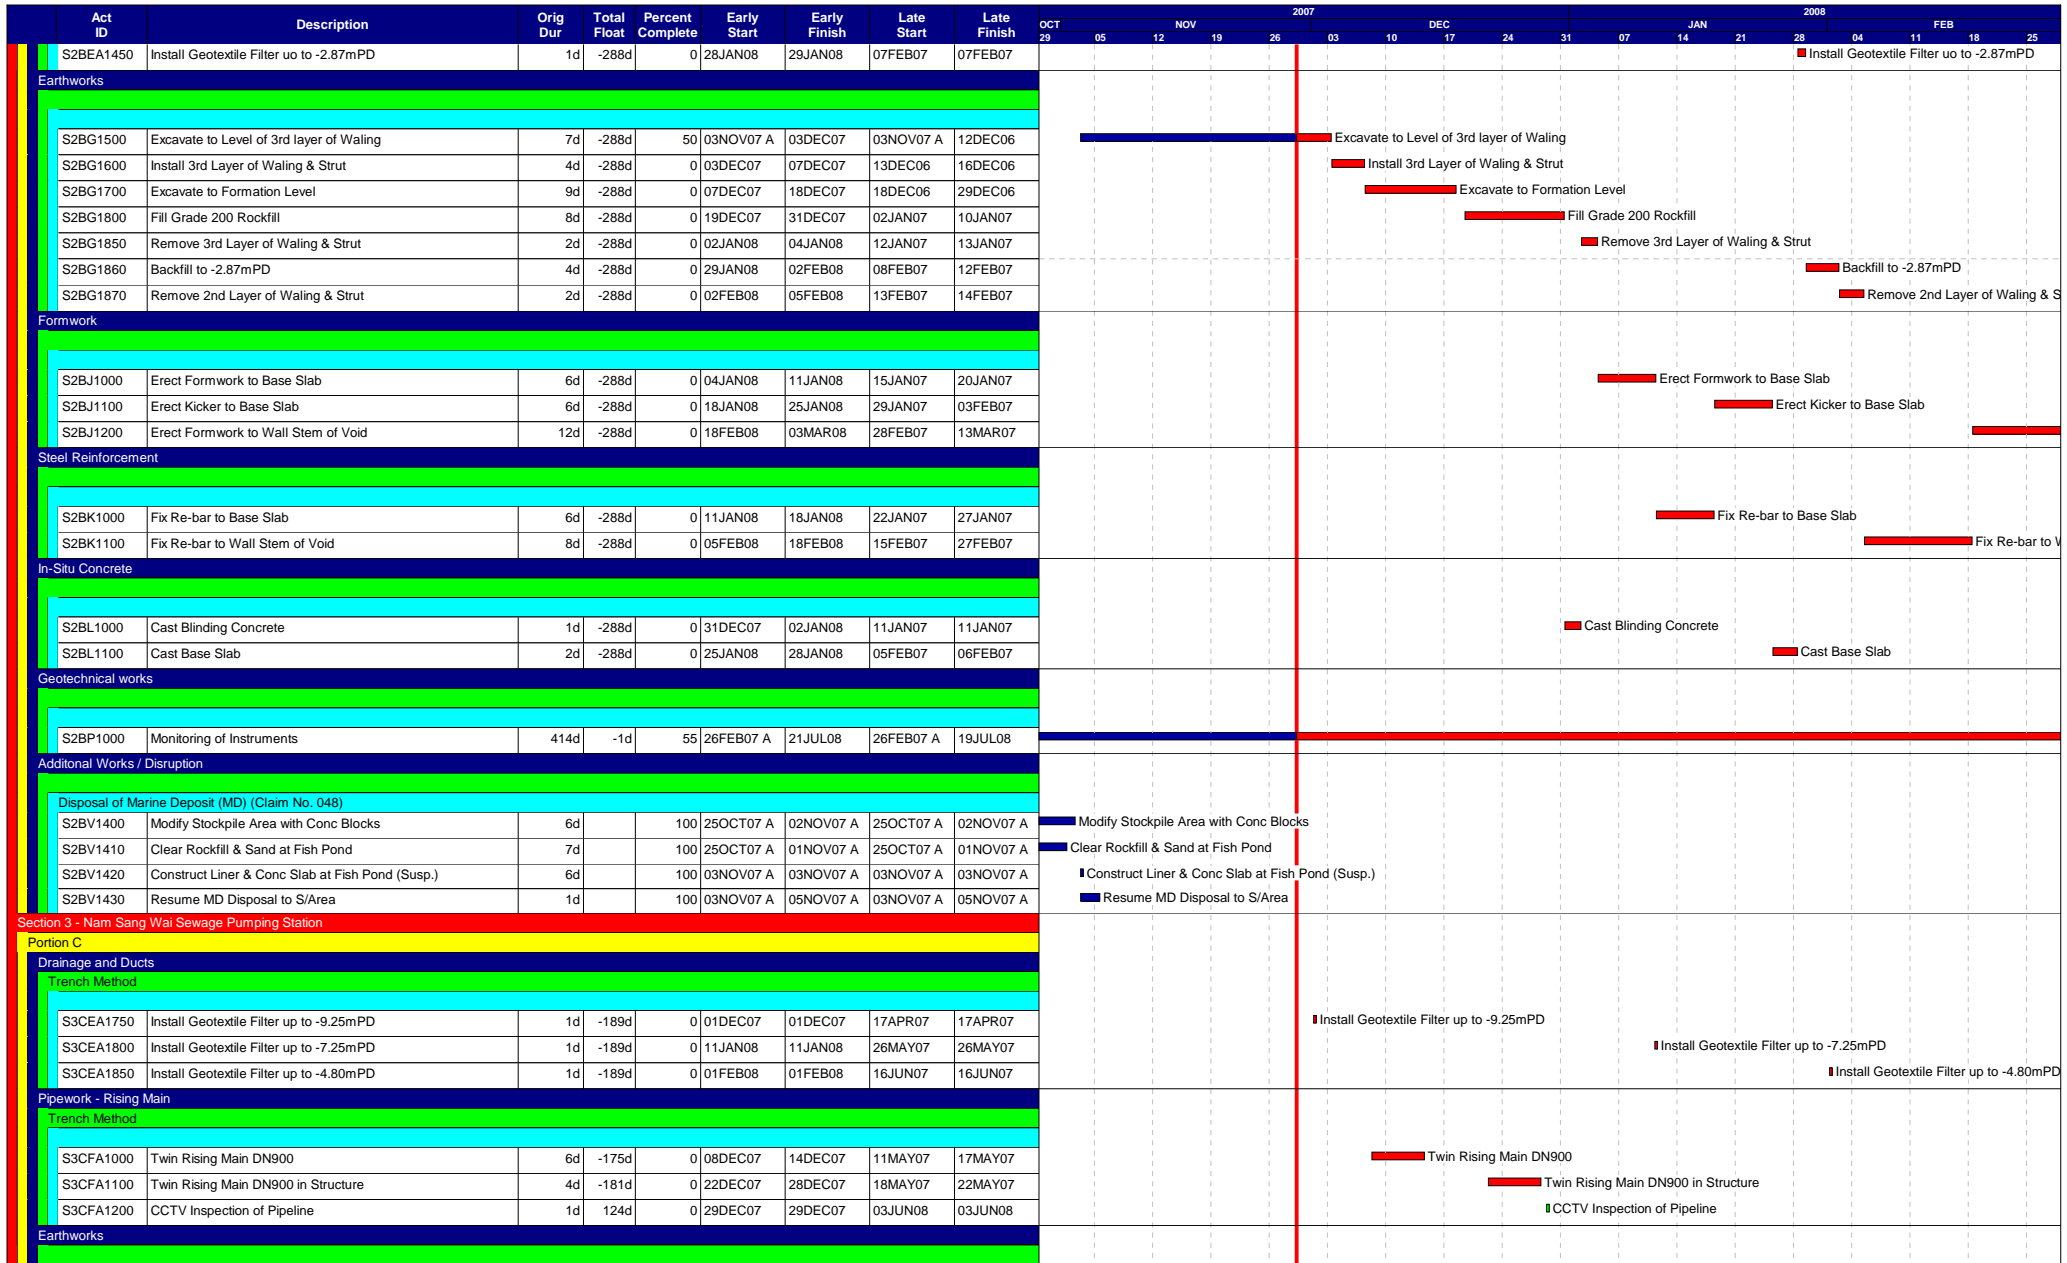 Act ID Description Orig Dur Total Float Percent Complete Early Start Early Finish Late Start Late Finish
2007 2008
OCT NOV DEC JAN FEB
29 05 12 19 26 03 10 17 24 31 07 14 21 28 04 11 18 25
S2BEA1450 Install Geotextile Filter uo to -2.87mPD 1d -288d 0 28JAN08 29JAN08 07FEB07 07FEB07 Install Geotextile Filter uo to -2.87mPD
Earthworks
S2BG1500 Excavate to Level of 3rd layer of Waling 7d -288d 50 03NOV07 A 03DEC07 03NOV07 A 12DEC06 Excavate to Level of 3rd layer of Waling
S2BG1600 Install 3rd Layer of Waling & Strut 4d -288d 0 03DEC07 07DEC07 13DEC06 16DEC06 Install 3rd Layer of Waling & Strut
S2BG1700 Excavate to Formation Level 9d -288d 0 07DEC07 18DEC07 18DEC06 29DEC06 Excavate to Formation Level
S2BG1800 Fill Grade 200 Rockfill 8d -288d 0 19DEC07 31DEC07 02JAN07 10JAN07 Fill Grade 200 Rockfill
S2BG1850 Remove 3rd Layer of Waling & Strut 2d -288d 0 02JAN08 04JAN08 12JAN07 13JAN07 Remove 3rd Layer of Waling & Strut
S2BG1860 Backfill to -2.87mPD 4d -288d 0 29JAN08 02FEB08 08FEB07 12FEB07 Backfill to -2.87mPD
S2BG1870 Remove 2nd Layer of Waling & Strut 2d -288d 0 02FEB08 05FEB08 13FEB07 14FEB07 Remove 2nd Layer of Waling & S
Formwork
S2BJ1000 Erect Formwork to Base Slab 6d -288d 0 04JAN08 11JAN08 15JAN07 20JAN07 Erect Formwork to Base Slab
S2BJ1100 Erect Kicker to Base Slab 6d -288d 0 18JAN08 25JAN08 29JAN07 03FEB07 Erect Kicker to Base Slab
S2BJ1200 Erect Formwork to Wall Stem of Void 12d -288d 0 18FEB08 03MAR08 28FEB07 13MAR07
Steel Reinforcement
S2BK1000 Fix Re-bar to Base Slab 6d -288d 0 11JAN08 18JAN08 22JAN07 27JAN07 Fix Re-bar to Base Slab
S2BK1100 Fix Re-bar to Wall Stem of Void 8d -288d 0 05FEB08 18FEB08 15FEB07 27FEB07 Fix Re-bar to W
In-Situ Concrete
S2BL1000 Cast Blinding Concrete 1d -288d 0 31DEC07 02JAN08 11JAN07 11JAN07 Cast Blinding Concrete
S2BL1100 Cast Base Slab 2d -288d 0 25JAN08 28JAN08 05FEB07 06FEB07 Cast Base Slab
Geotechnical works
S2BP1000 Monitoring of Instruments 414d -1d 55 26FEB07 A 21JUL08 26FEB07 A 19JUL08
Additonal Works / Disruption
Disposal of Marine Deposit (MD) (Claim No. 048)
S2BV1400 Modify Stockpile Area with Conc Blocks 6d 100 25OCT07 A 02NOV07 A 25OCT07 A 02NOV07 A Modify Stockpile Area with Conc Blocks
S2BV1410 Clear Rockfill & Sand at Fish Pond 7d 100 25OCT07 A 01NOV07 A 25OCT07 A 01NOV07 A Clear Rockfill & Sand at Fish Pond
S2BV1420 Construct Liner & Conc Slab at Fish Pond (Susp.) 6d 100 03NOV07 A 03NOV07 A 03NOV07 A 03NOV07 A Construct Liner & Conc Slab at Fish Pond (Susp.)
S2BV1430 Resume MD Disposal to S/Area 1d 100 03NOV07 A 05NOV07 A 03NOV07 A 05NOV07 A Resume MD Disposal to S/Area
Section 3 - Nam Sang Wai Sewage Pumping Station
Portion C
Drainage and Ducts
Trench Method
S3CEA1750 Install Geotextile Filter up to -9.25mPD 1d -189d 0 01DEC07 01DEC07 17APR07 17APR07 Install Geotextile Filter up to -9.25mPD
S3CEA1800 Install Geotextile Filter up to -7.25mPD 1d -189d 0 11JAN08 11JAN08 26MAY07 26MAY07 Install Geotextile Filter up to -7.25mPD
S3CEA1850 Install Geotextile Filter up to -4.80mPD 1d -189d 0 01FEB08 01FEB08 16JUN07 16JUN07 Install Geotextile Filter up to -4.80mPD
Pipework - Rising Main
Trench Method
S3CFA1000 Twin Rising Main DN900 6d -175d 0 08DEC07 14DEC07 11MAY07 17MAY07 Twin Rising Main DN900
S3CFA1100 Twin Rising Main DN900 in Structure 4d -181d 0 22DEC07 28DEC07 18MAY07 22MAY07 Twin Rising Main DN900 in Structure
S3CFA1200 CCTV Inspection of Pipeline 1d 124d 0 29DEC07 29DEC07 03JUN08 03JUN08 CCTV Inspection of Pipeline
Earthworks